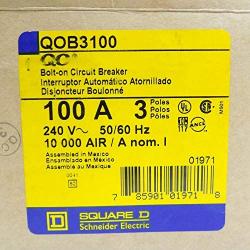 QOB3100
QO
Bolt-on Circuit Breaker
Interruptor Automático Atornillado
Disjoncteur Boulonné
100 A 3 Poles
Polos
Pôles
240 V~ 50/60 Hz
10 000 AIR / A nom. I
Assembled in Mexico
Ensamblado en México
Assemblé au Mexique
01971
7 85901 01971 8
SQUARE D
Schneider Electric